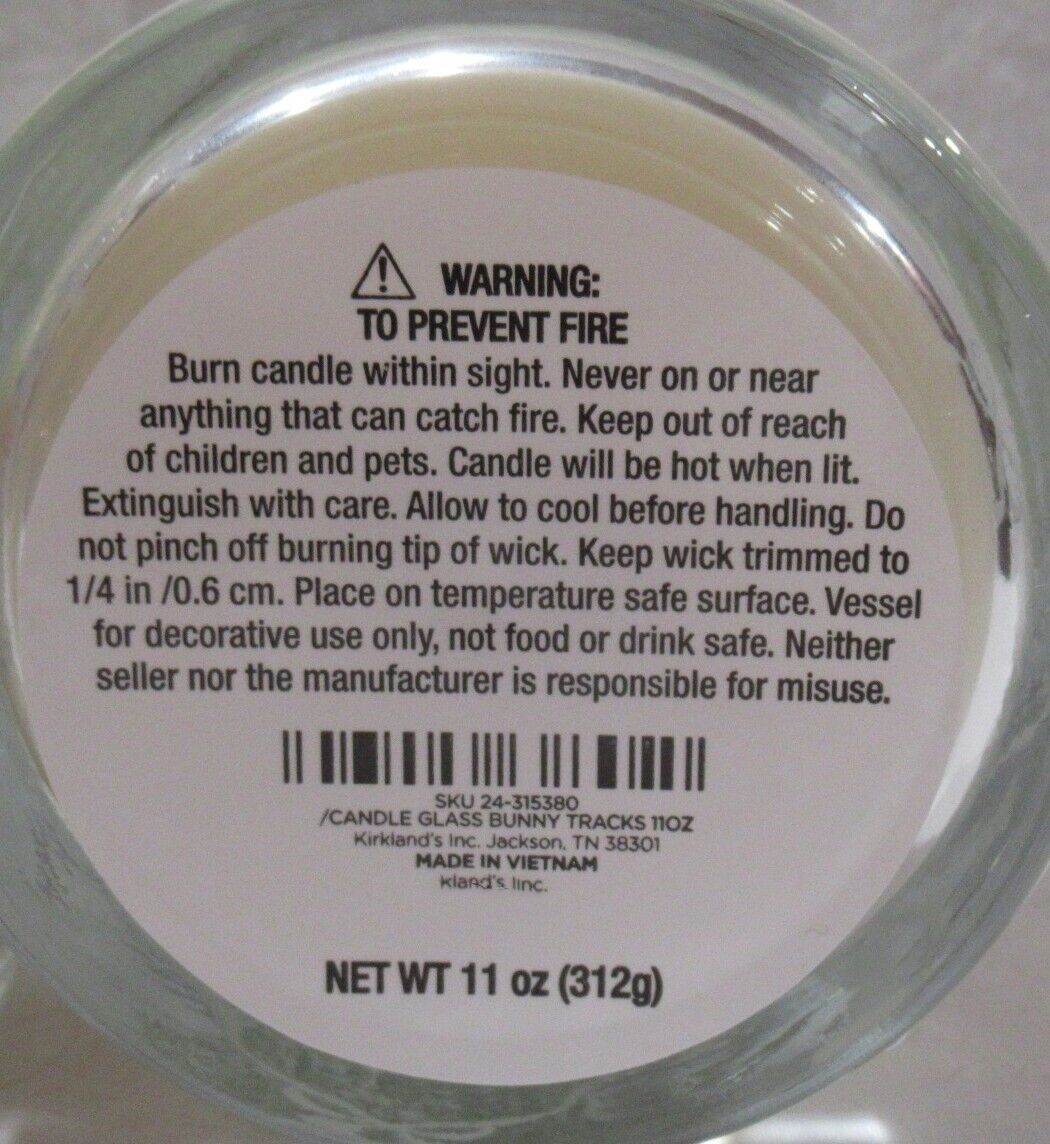 WARNING:
TO PREVENT FIRE
Burn candle within sight. Never on or near
anything that can catch fire. Keep out of reach
of children and pets. Candle will be hot when lit.
Extinguish with care. Allow to cool before handling. Do
not pinch off burning tip of wick. Keep wick trimmed to
1/4 in /0.6 cm. Place on temperature safe surface. Vessel
for decorative use only, not food or drink safe. Neither
seller nor the manufacturer is responsible for misuse.
SKU 24-315380
/CANDLE GLASS BUNNY TRACKS 11OZ
Kirkland's Inc. Jackson, TN 38301
MADE IN VIETNAM
kland's Iinc.
NET WT 11 oz (312g)